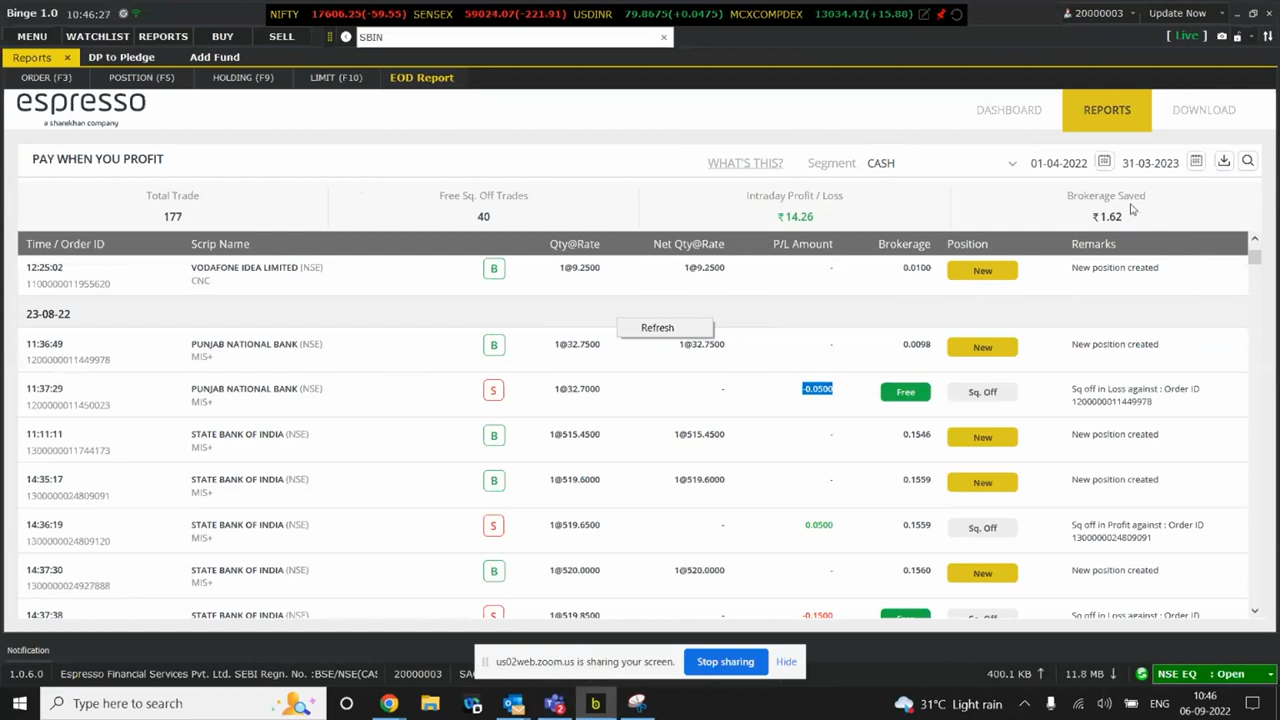 Binge 1.0 10:46:27 NIFTY 17606.25(-59.55) SENSEX 59024.07(-221.91) USDINR 79.8675(+0.0475) MCXCOMPDEX 13034.42(+15.88) 20000003 Update Now
MENU WATCHLIST REPORTS BUY SELL SBIN [ Live ]
Reports DP to Pledge Add Fund
ORDER (F3) POSITION (F5) HOLDING (F9) LIMIT (F10) EOD Report
espresso
a sharekhan company
DASHBOARD REPORTS DOWNLOAD
PAY WHEN YOU PROFIT WHAT'S THIS? Segment CASH 01-04-2022 31-03-2023
Total Trade Free Sq. Off Trades Intraday Profit / Loss Brokerage Saved
177 40 ₹14.26 ₹1.62
Time / Order ID Scrip Name Qty@Rate Net Qty@Rate P/L Amount Brokerage Position Remarks
12:25:02 VODAFONE IDEA LIMITED (NSE) B 1@9.2500 1@9.2500 - 0.0100 New New position created
1100000011955620 CNC
23-08-22
Refresh
11:36:49 PUNJAB NATIONAL BANK (NSE) B 1@32.7500 1@32.7500 - 0.0098 New New position created
1200000011449978 MIS+
11:37:29 PUNJAB NATIONAL BANK (NSE) S 1@32.7000 - -0.0500 Free Sq. Off Sq off in Loss against : Order ID
1200000011450023 MIS+ 1200000011449978
11:11:11 STATE BANK OF INDIA (NSE) B 1@515.4500 1@515.4500 - 0.1546 New New position created
1300000011744173 MIS+
14:35:17 STATE BANK OF INDIA (NSE) B 1@519.6000 1@519.6000 - 0.1559 New New position created
1300000024809091 MIS+
14:36:19 STATE BANK OF INDIA (NSE) S 1@519.6500 - 0.0500 0.1559 Sq. Off Sq off in Profit against : Order ID
1300000024809120 MIS+ 1300000024809091
14:37:30 STATE BANK OF INDIA (NSE) B 1@520.0000 1@520.0000 - 0.1560 New New position created
1300000024927888 MIS+
14:37:38 STATE BANK OF INDIA (NSE) S 1@519.8500 - -0.1500 Free Sq. Off Sq off in Loss against : Order ID
Notification
us02web.zoom.us is sharing your screen. Stop sharing Hide
1.0.6.0 Espresso Financial Services Pvt. Ltd. SEBI Regn. No. :BSE/NSE(CAS 20000003 400.1 KB ↑ 11.8 MB ↓ NSE EQ : Open
Type here to search b 31°C Light rain ENG 10:46
06-09-2022